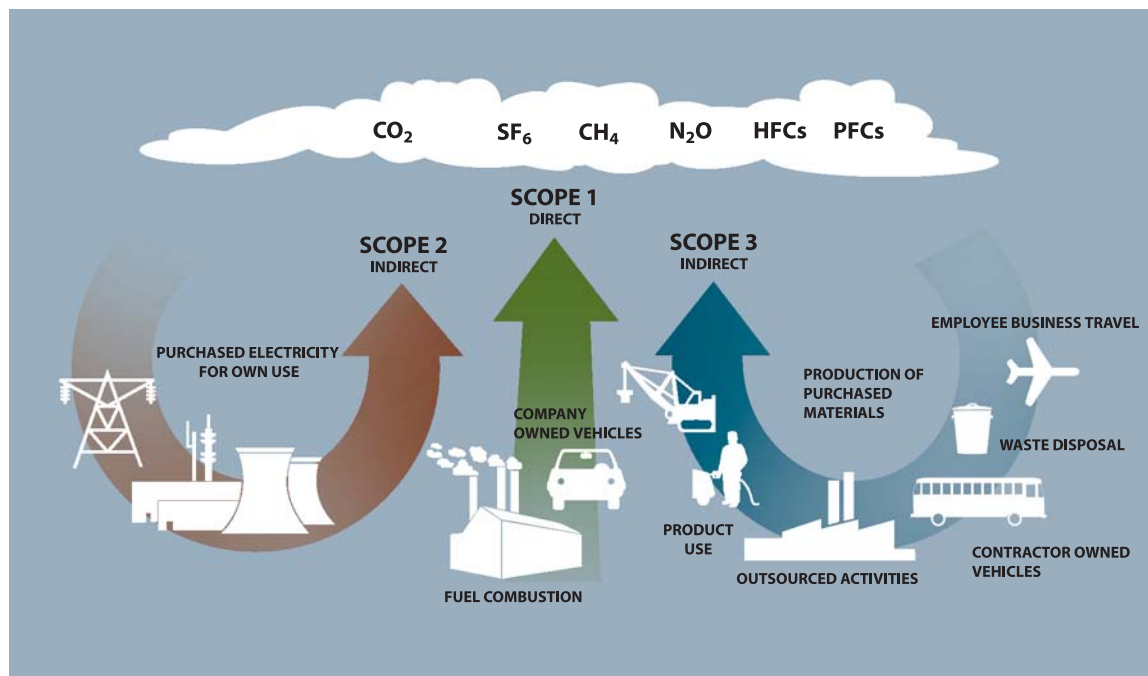 CO₂ SF₆ CH₄ N₂O HFCs PFCs
SCOPE 1
DIRECT
SCOPE 2
INDIRECT
SCOPE 3
INDIRECT
PURCHASED ELECTRICITY
FOR OWN USE
COMPANY
OWNED VEHICLES
FUEL COMBUSTION
EMPLOYEE BUSINESS TRAVEL
PRODUCTION OF
PURCHASED
MATERIALS
WASTE DISPOSAL
PRODUCT
USE
OUTSOURCED ACTIVITIES
CONTRACTOR OWNED
VEHICLES